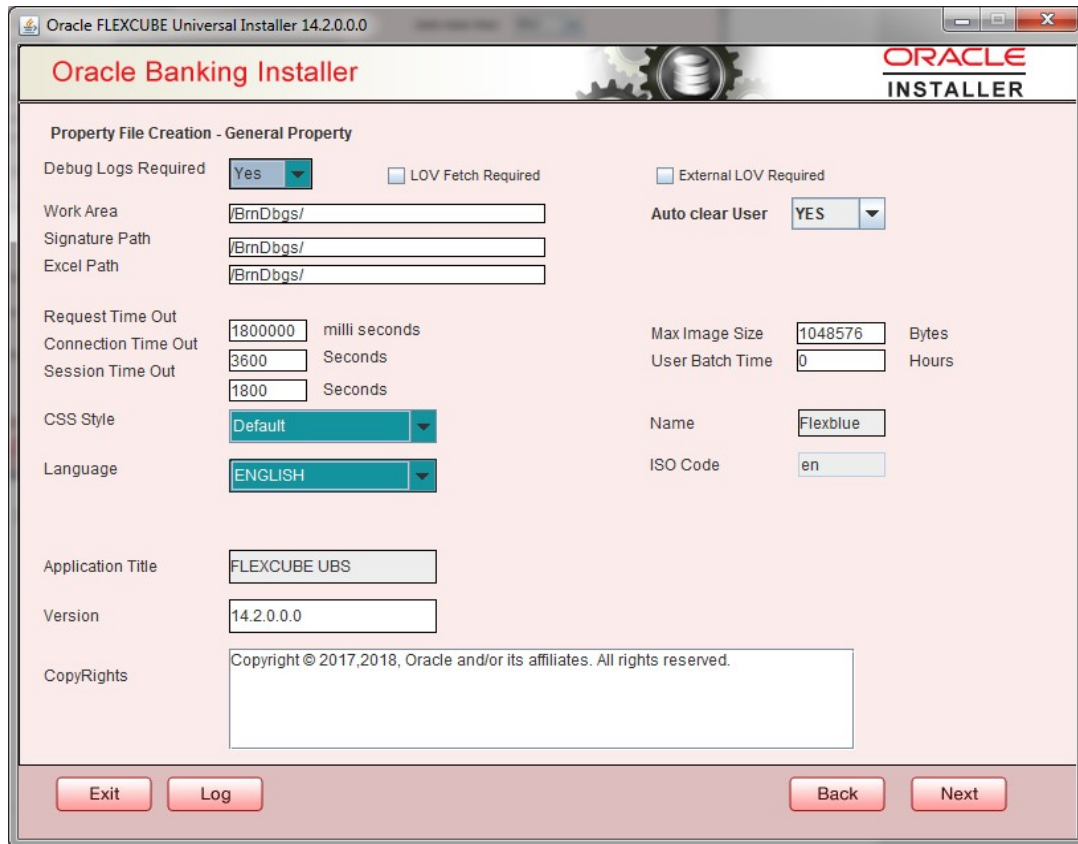 Oracle FLEXCUBE Universal Installer 14.2.0.0.0
Oracle Banking Installer
ORACLE
INSTALLER
Property File Creation - General Property
Debug Logs Required Yes LOV Fetch Required External LOV Required
Work Area /BrnDbgs/ Auto clear User YES
Signature Path /BrnDbgs/
Excel Path /BrnDbgs/
Request Time Out 1800000 milli seconds Max Image Size 1048576 Bytes
Connection Time Out 3600 Seconds User Batch Time 0 Hours
Session Time Out 1800 Seconds
CSS Style Default Name Flexblue
Language ENGLISH ISO Code en
Application Title FLEXCUBE UBS
Version 14.2.0.0.0
CopyRights Copyright © 2017,2018, Oracle and/or its affiliates. All rights reserved.
Exit Log Back Next